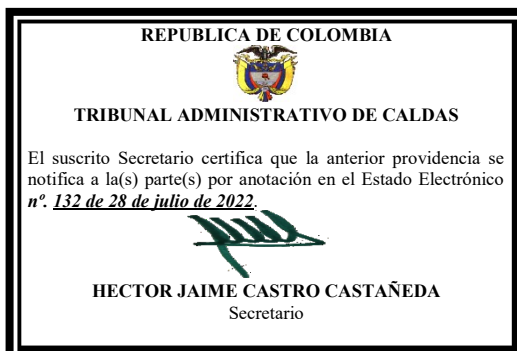 REPUBLICA DE COLOMBIA
TRIBUNAL ADMINISTRATIVO DE CALDAS
El suscrito Secretario certifica que la anterior providencia se
notifica a la(s) parte(s) por anotación en el Estado Electrónico
nº. 132 de 28 de julio de 2022.
HECTOR JAIME CASTRO CASTAÑEDA
Secretario